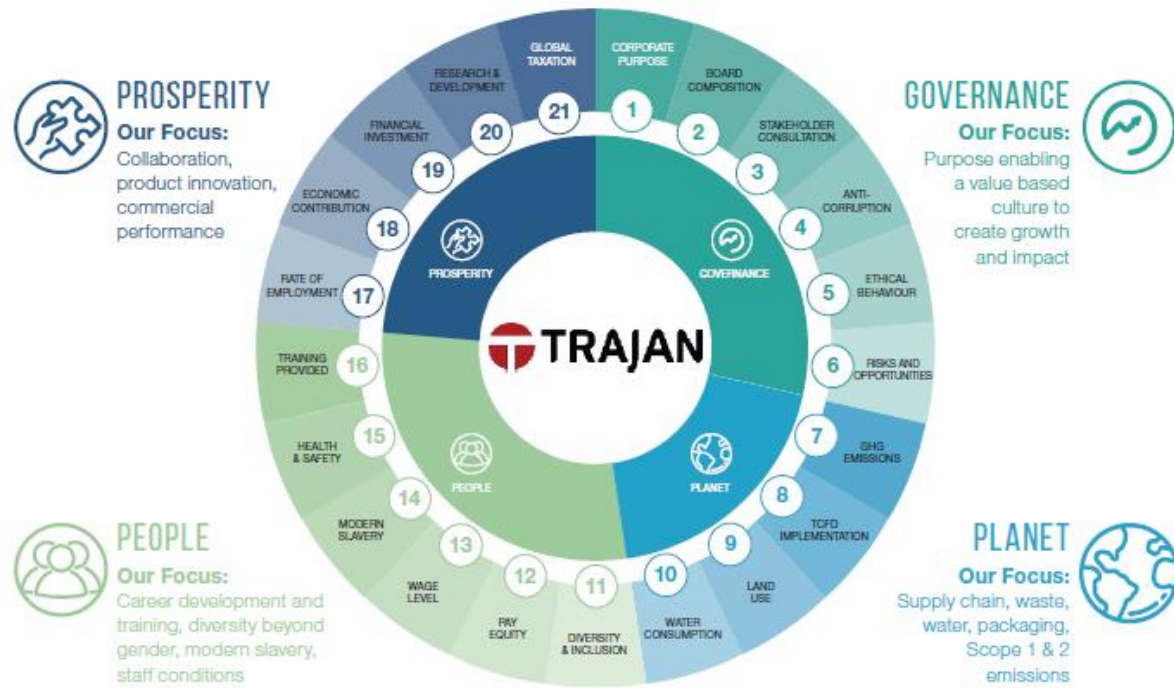 PROSPERITY
Our Focus:
Collaboration,
product innovation,
commercial
performance
GOVERNANCE
Our Focus:
Purpose enabling
a value based
culture to
create growth
and impact
PEOPLE
Our Focus:
Career development and
training, diversity beyond
gender, modern slavery,
staff conditions
PLANET
Our Focus:
Supply chain, waste,
water, packaging,
Scope 1 & 2
emissions
CORPORATE
PURPOSE
1
BOARD
COMPOSITION
2
STAKEHOLDER
CONSULTATION
3
ANTI-
CORRUPTION
4
ETHICAL
BEHAVIOUR
5
RISKS AND
OPPORTUNITIES
6
GHG
EMISSIONS
7
TCFD
IMPLEMENTATION
8
LAND
USE
9
WATER
CONSUMPTION
10
DIVERSITY
& INCLUSION
11
PAY
EQUITY
12
WAGE
LEVEL
13
MODERN
SLAVERY
14
HEALTH
& SAFETY
15
TRAINING
PROVIDED
16
RATE OF
EMPLOYMENT
17
ECONOMIC
CONTRIBUTION
18
FINANCIAL
INVESTMENT
19
RESEARCH &
DEVELOPMENT
20
GLOBAL
TAXATION
21
PROSPERITY
GOVERNANCE
TRAJAN
PEOPLE
PLANET